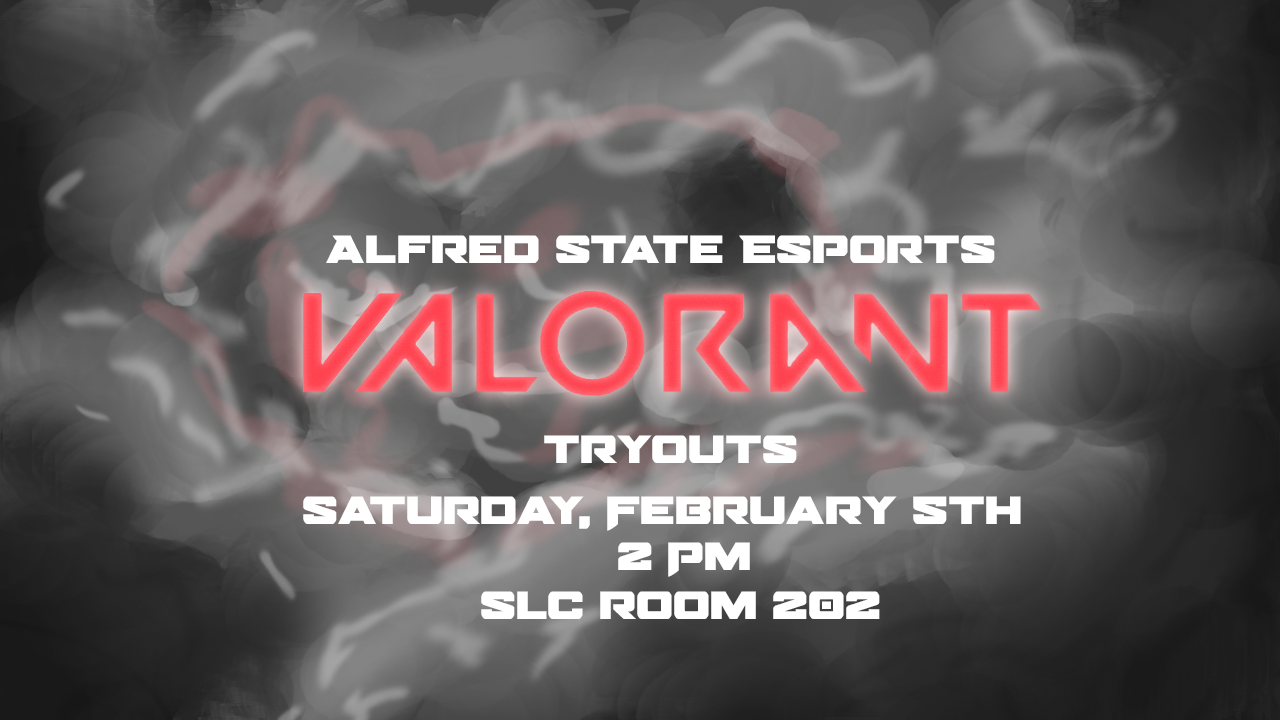 ALFRED STATE ESPORTS
VALORANT
TRYOUTS
SATURDAY, FEBRUARY 5TH
2 PM
SLC ROOM 202